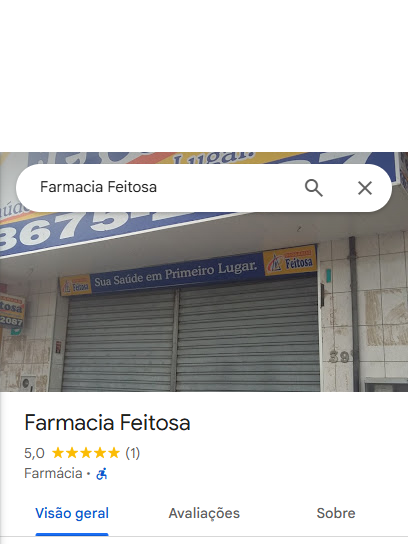 Lugar.
Farmacia Feitosa
3675-
Feitosa
Sua Saúde em Primeiro Lugar.
Feitosa
2087
Farmacia Feitosa
5,0 (1)
Farmácia ·
Visão geral
Avaliações
Sobre